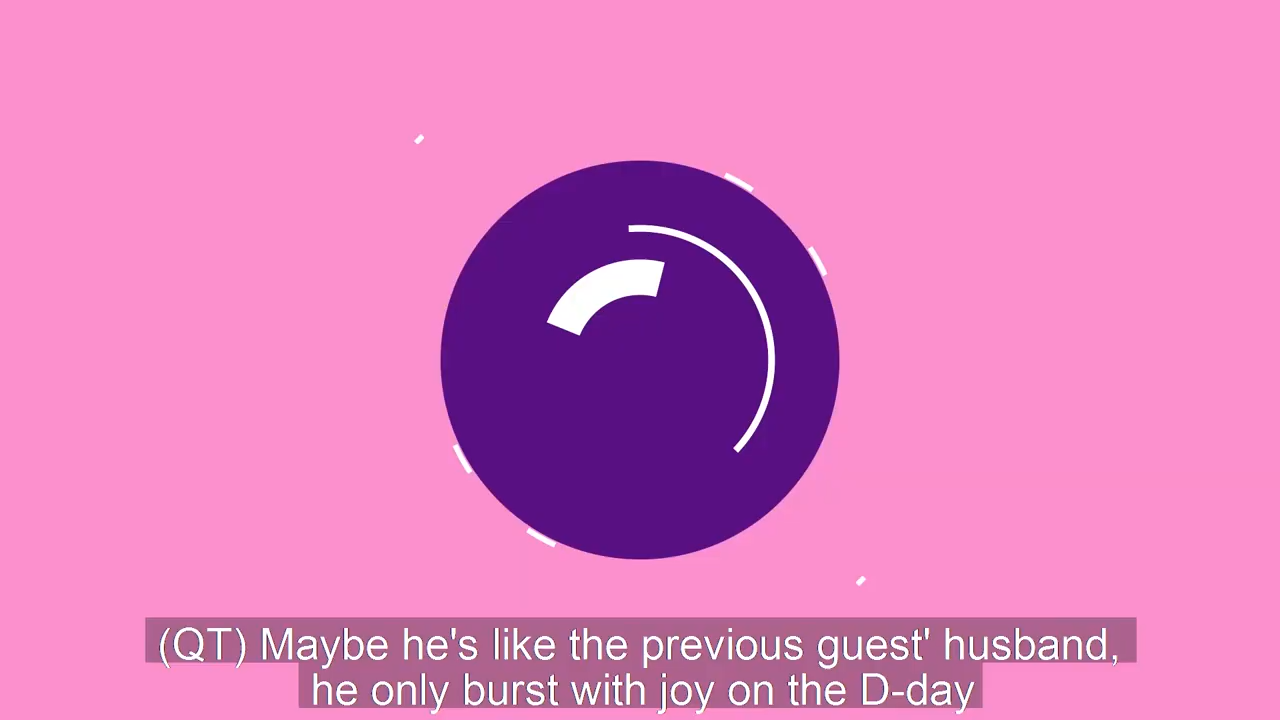 (QT) Maybe he's like the previous guest' husband,
he only burst with joy on the D-day